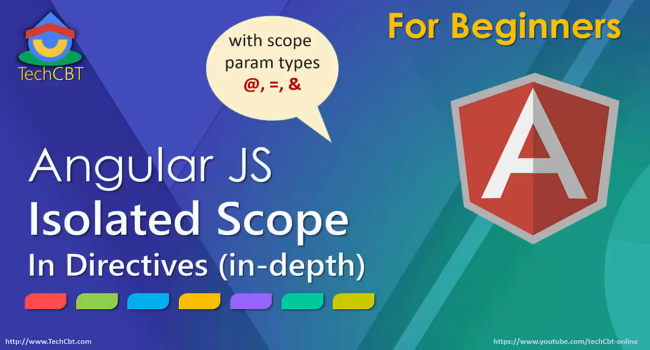 For Beginners
TechCBT
with scope
param types
@, =, &
A
Angular JS
Isolated Scope
In Directives (in-depth)
http://www.TechCbt.com
https://www.youtube.com/techCbt-online